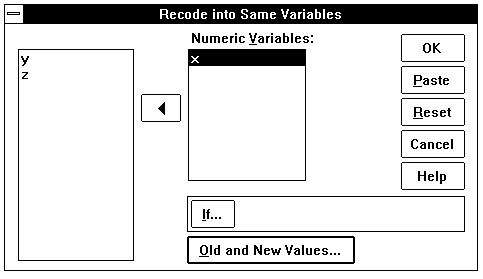 Recode into Same Variables
Numeric Variables:
y
z
x
OK
Paste
Reset
Cancel
Help
If...
Old and New Values...